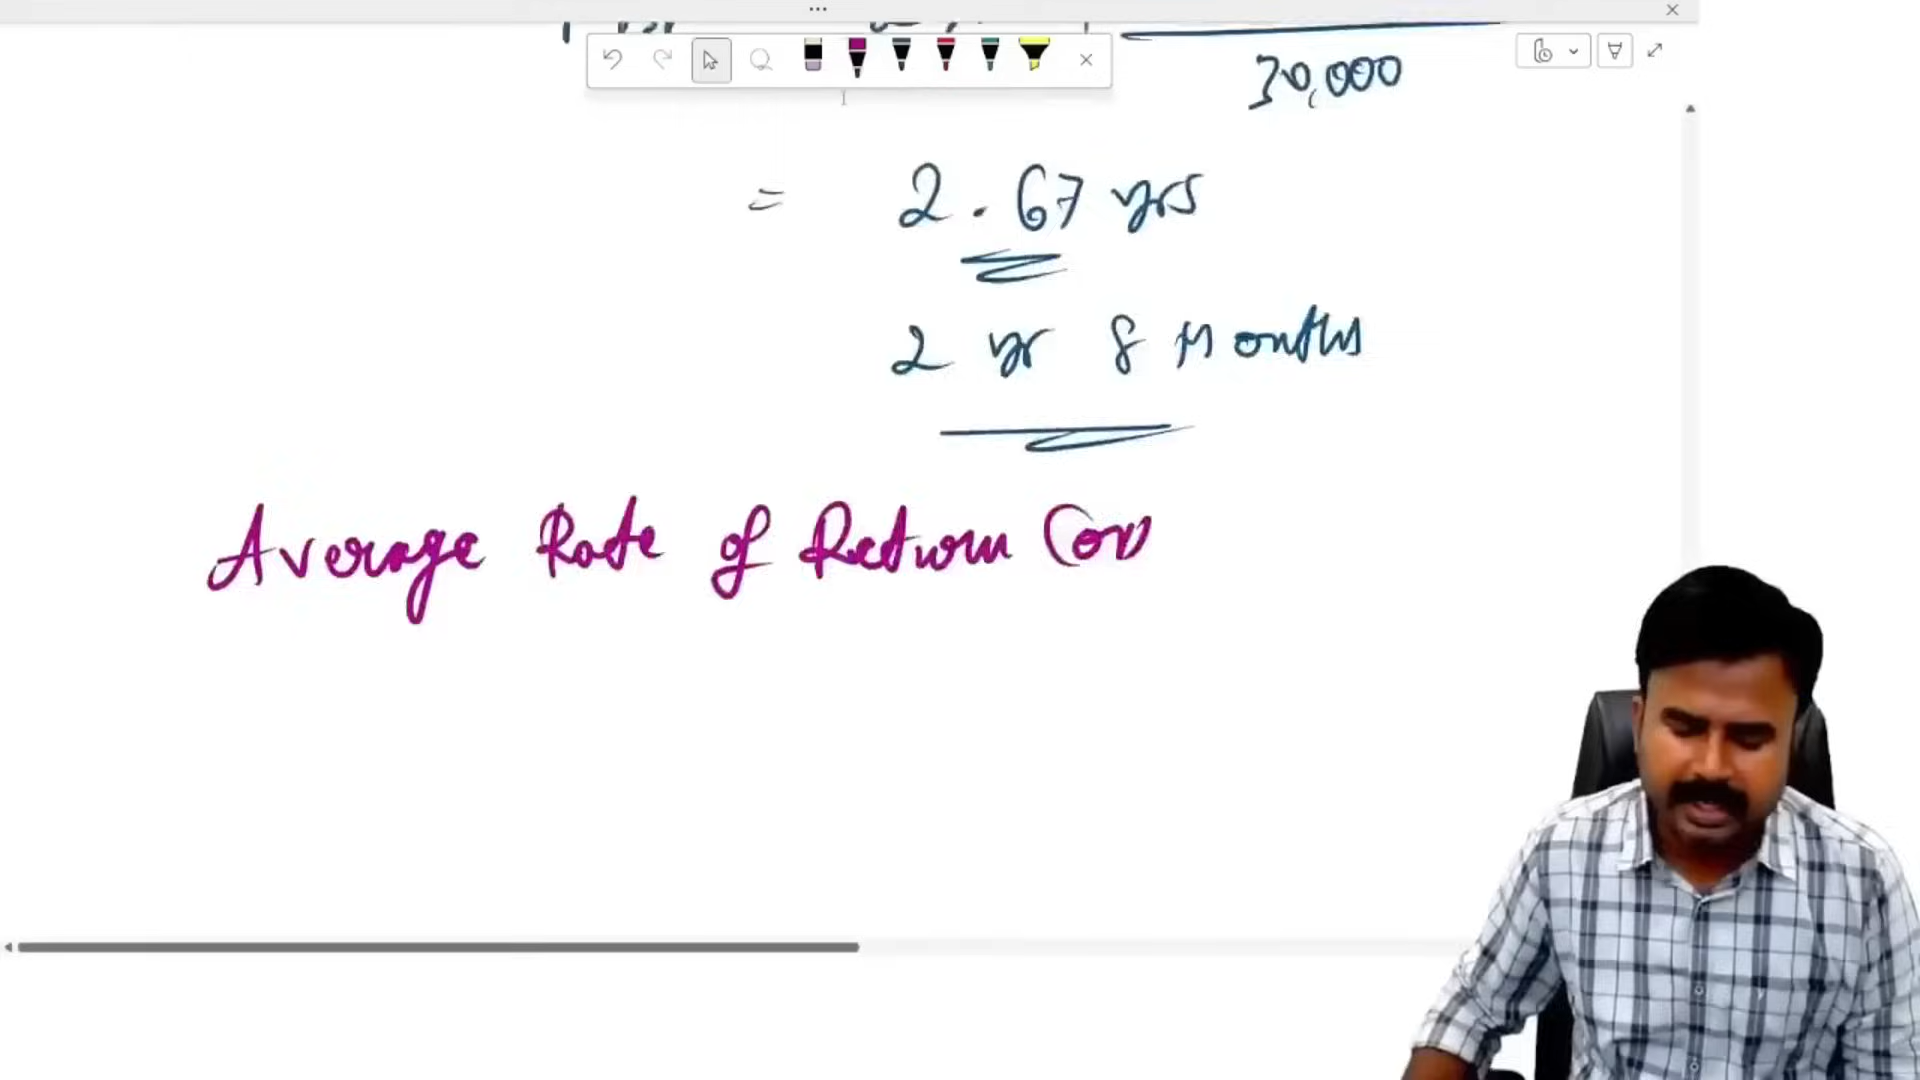 30,000
= 2.67 yrs
2 yr 8 Months
Average Rate of Return (or)